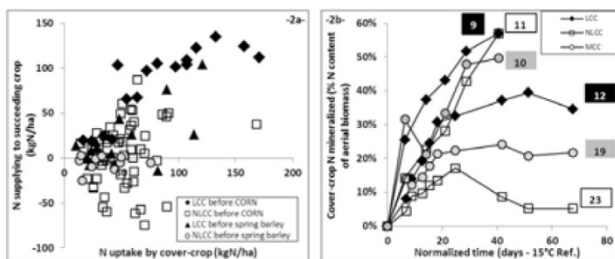 -2a-
N supplying to succeeding crop
(kgN/ha)
150
100
50
0
-50
-100
0
50
100
150
200
LCC before CORN
NLCC before CORN
LCC before spring barley
NLCC before spring barley
N uptake by cover-crop (kgN/ha)
-2b-
Cover-crop N mineralized (% N content
of aerial biomass)
60%
50%
40%
30%
20%
10%
0%
0
20
40
60
80
Normalized time (days - 15°C Ref.)
9
11
10
12
19
23
LCC
NLCC
MCC